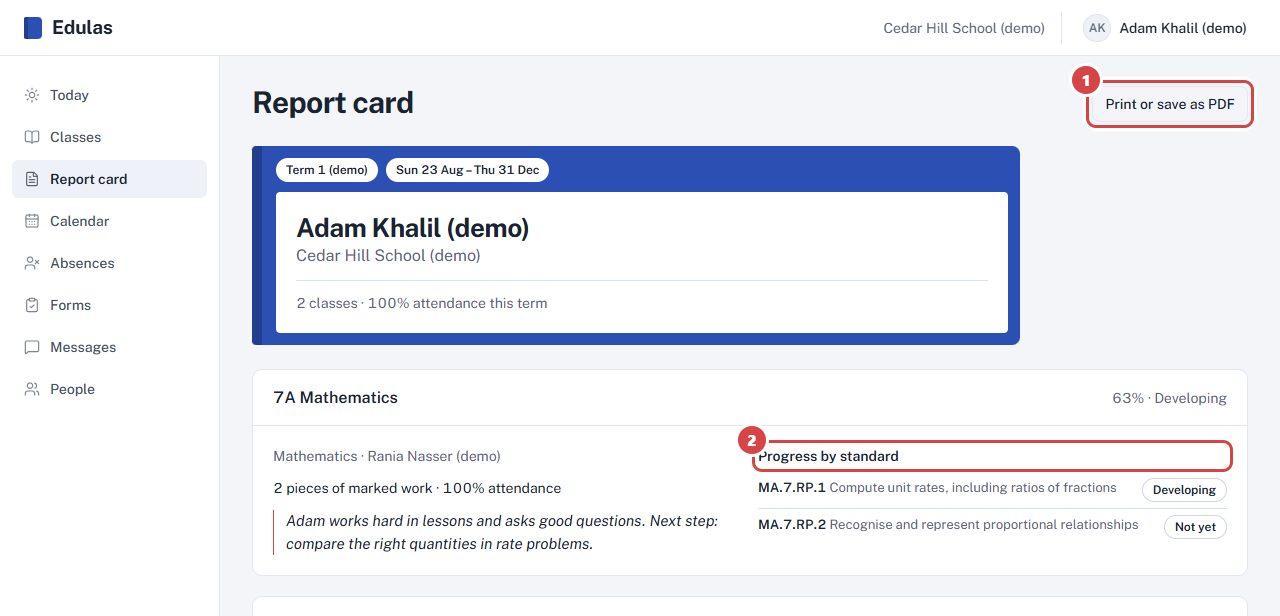 Edulas
Cedar Hill School (demo)
AK
Adam Khalil (demo)
Today
Classes
Report card
Calendar
Absences
Forms
Messages
People
Report card
1
Print or save as PDF
Term 1 (demo)
Sun 23 Aug – Thu 31 Dec
Adam Khalil (demo)
Cedar Hill School (demo)
2 classes · 100% attendance this term
7A Mathematics
63% · Developing
Mathematics · Rania Nasser (demo)
2 pieces of marked work · 100% attendance
Adam works hard in lessons and asks good questions. Next step:
compare the right quantities in rate problems.
2
Progress by standard
MA.7.RP.1 Compute unit rates, including ratios of fractions
Developing
MA.7.RP.2 Recognise and represent proportional relationships
Not yet